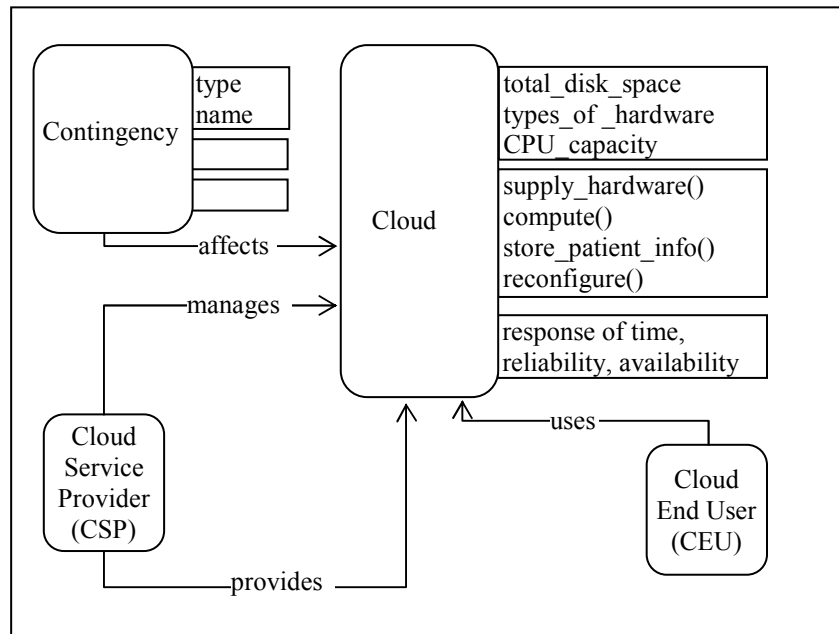 Contingency
type
name
affects
manages
Cloud
total_disk_space
types_of _hardware
CPU_capacity
supply_hardware()
compute()
store_patient_info()
reconfigure()
response of time,
reliability, availability
Cloud
Service
Provider
(CSP)
provides
uses
Cloud
End User
(CEU)